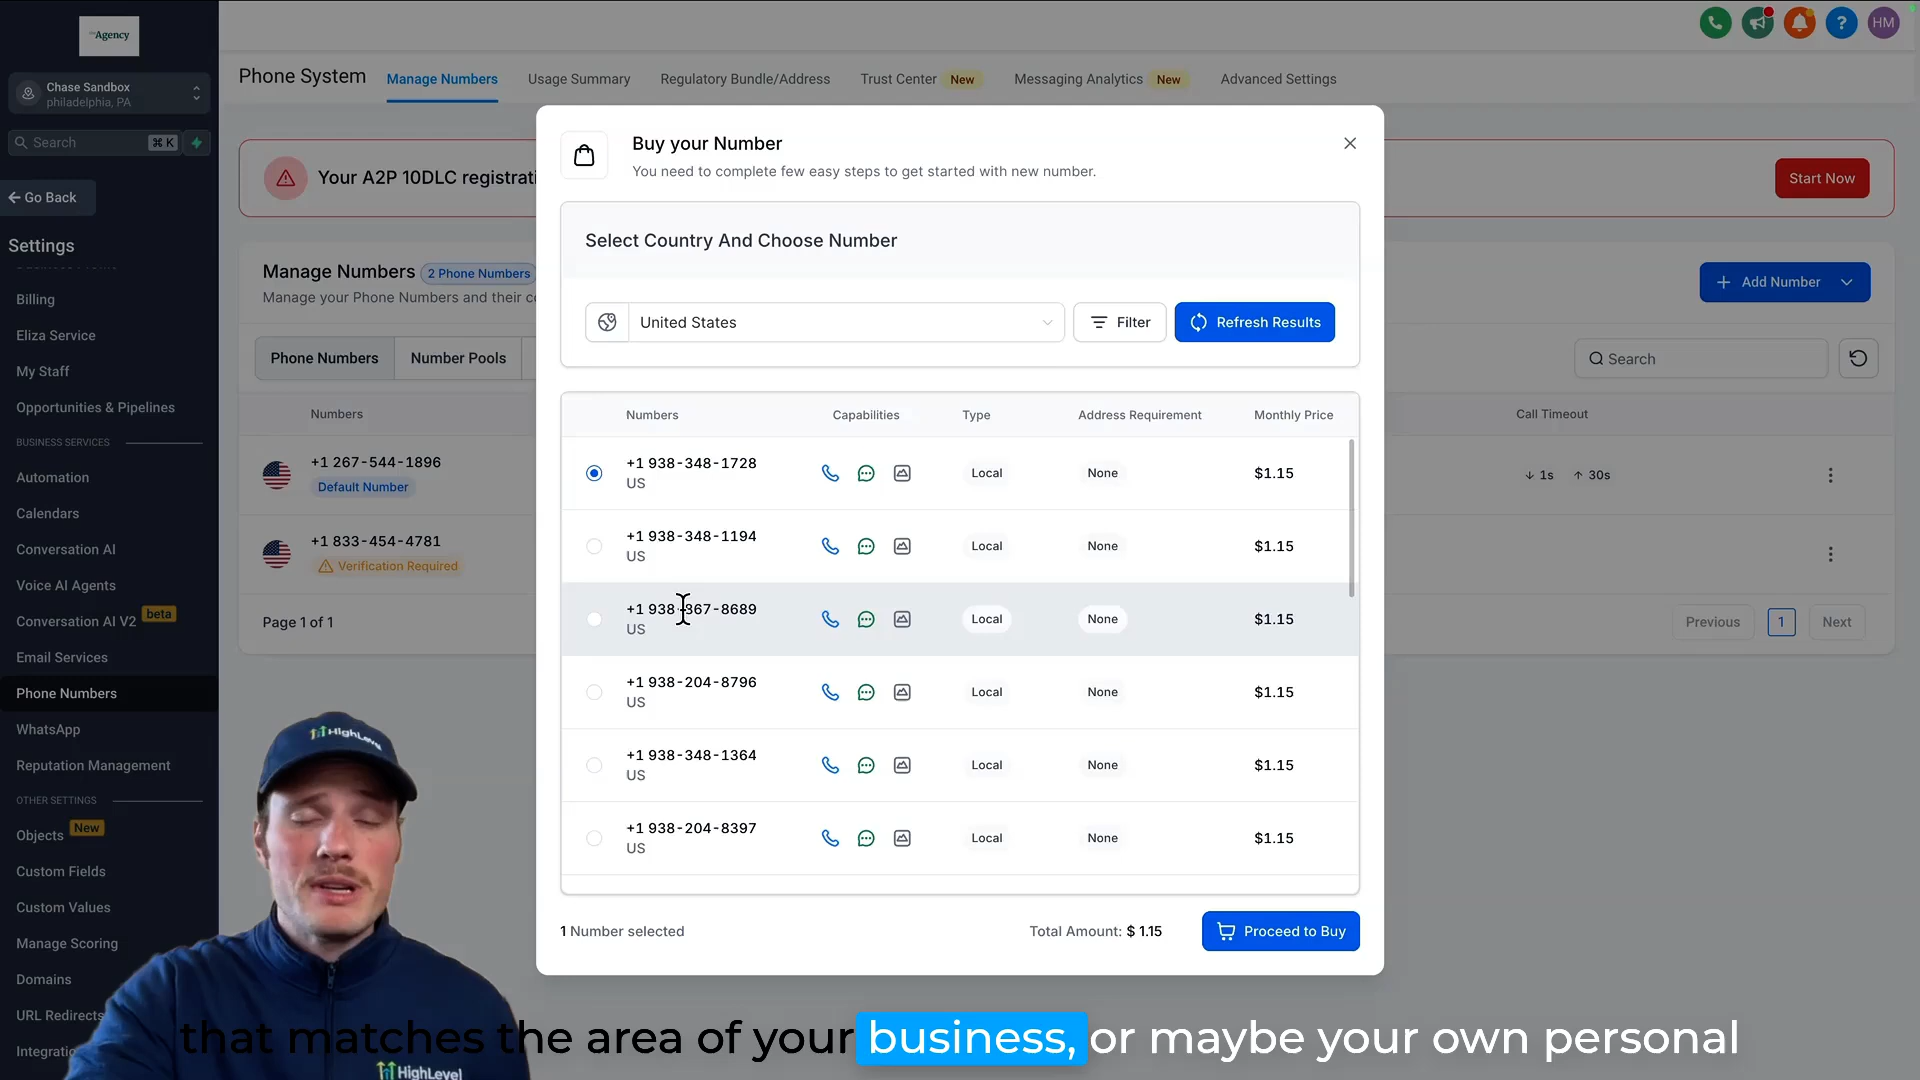 Agency
Chase Sandbox
philadelphia, PA
Search
⌘ K
Go Back
Settings
Billing
Eliza Service
My Staff
Opportunities & Pipelines
BUSINESS SERVICES
Automation
Calendars
Conversation AI
Voice AI Agents
Conversation AI V2 beta
Email Services
Phone Numbers
WhatsApp
Reputation Management
OTHER SETTINGS
Objects New
Custom Fields
Custom Values
Manage Scoring
Domains
URL Redirects
Phone System
Manage Numbers
Usage Summary
Regulatory Bundle/Address
Trust Center New
Messaging Analytics New
Advanced Settings
?
HM
Your A2P 10DLC
Start Now
Manage Numbers 2 Phone Numbers
Manage your Phone Numbers and their
Add Number
Phone Numbers
Number Pools
Search
Numbers
Call Timeout
+1 267-544-1896
Default Number
1s
30s
+1 833-454-4781
Verification Required
Page 1 of 1
Previous
1
Next
Buy your Number
You need to complete few easy steps to get started with new number.
Select Country And Choose Number
United States
Filter
Refresh Results
Numbers Capabilities Type Address Requirement Monthly Price
+1 938-348-1728
US
Local None $1.15
+1 938-348-1194
US
Local None $1.15
+1 938-367-8689
US
Local None $1.15
+1 938-204-8796
US
Local None $1.15
+1 938-348-1364
US
Local None $1.15
+1 938-204-8397
US
Local None $1.15
1 Number selected
Total Amount: $ 1.15
Proceed to Buy
HighLevel
that matches the area of your business, or maybe your own personal
HighLevel